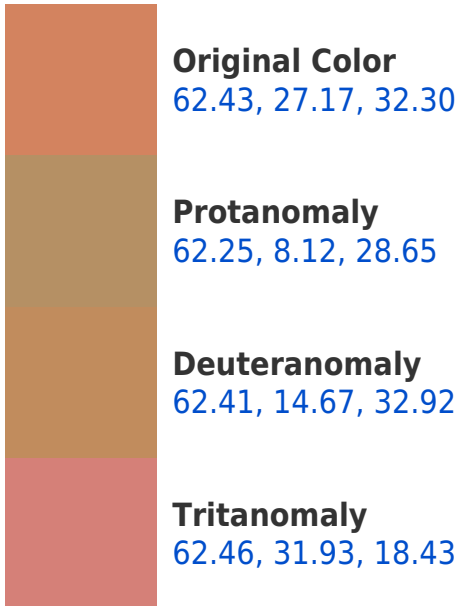 Original Color
62.43, 27.17, 32.30
Protanomaly
62.25, 8.12, 28.65
Deuteranomaly
62.41, 14.67, 32.92
Tritanomaly
62.46, 31.93, 18.43